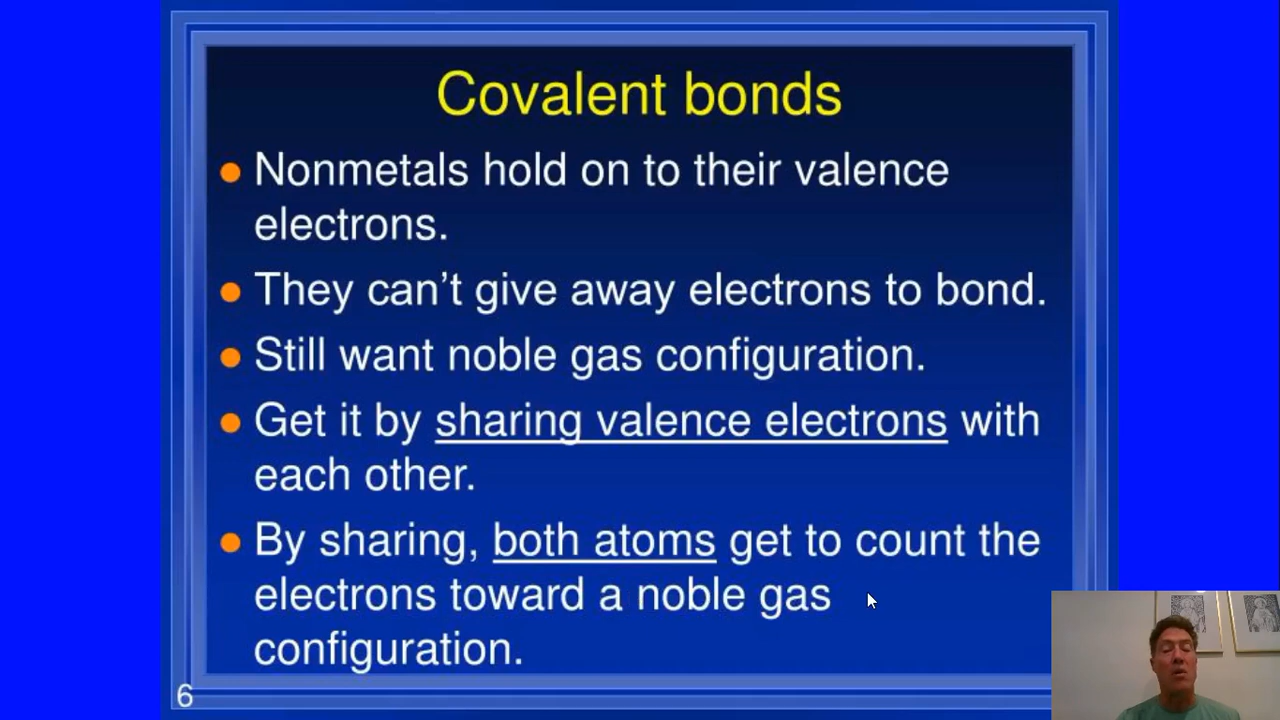 Covalent bonds
Nonmetals hold on to their valence
electrons.
They can't give away electrons to bond.
Still want noble gas configuration.
Get it by sharing valence electrons with
each other.
By sharing, both atoms get to count the
electrons toward a noble gas
configuration.
6